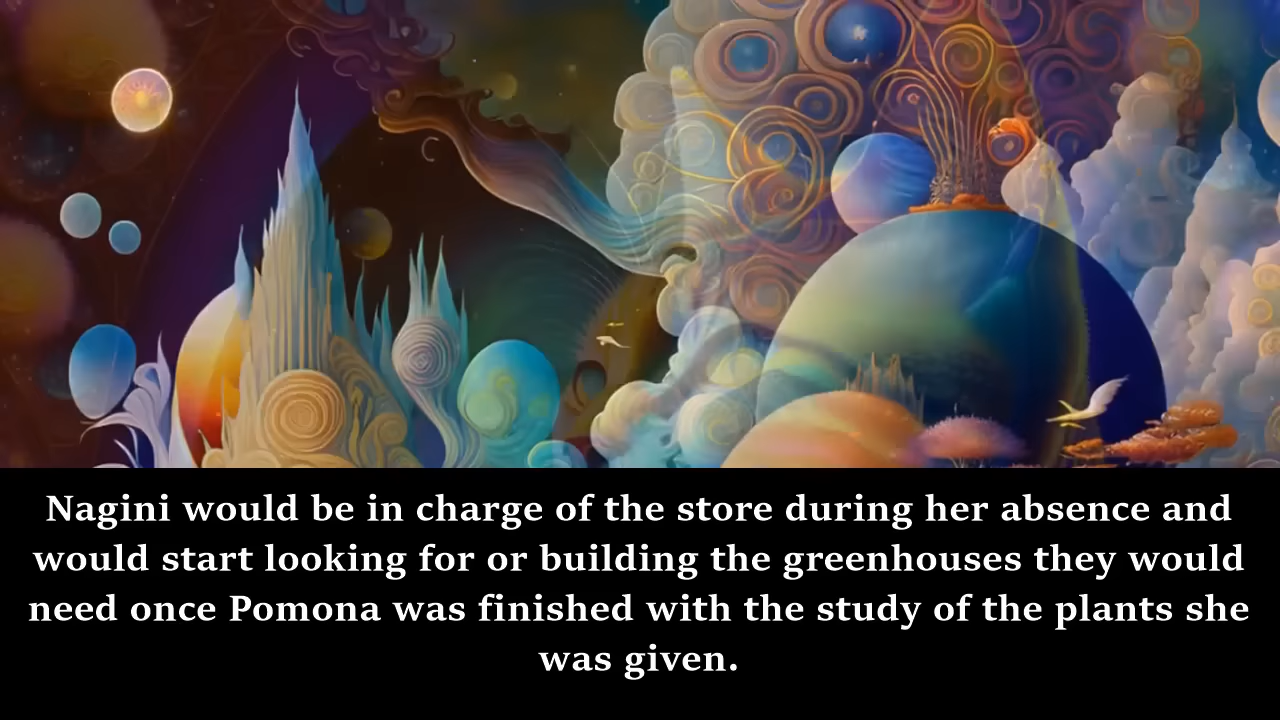 Nagini would be in charge of the store during her absence and
would start looking for or building the greenhouses they would
need once Pomona was finished with the study of the plants she
was given.